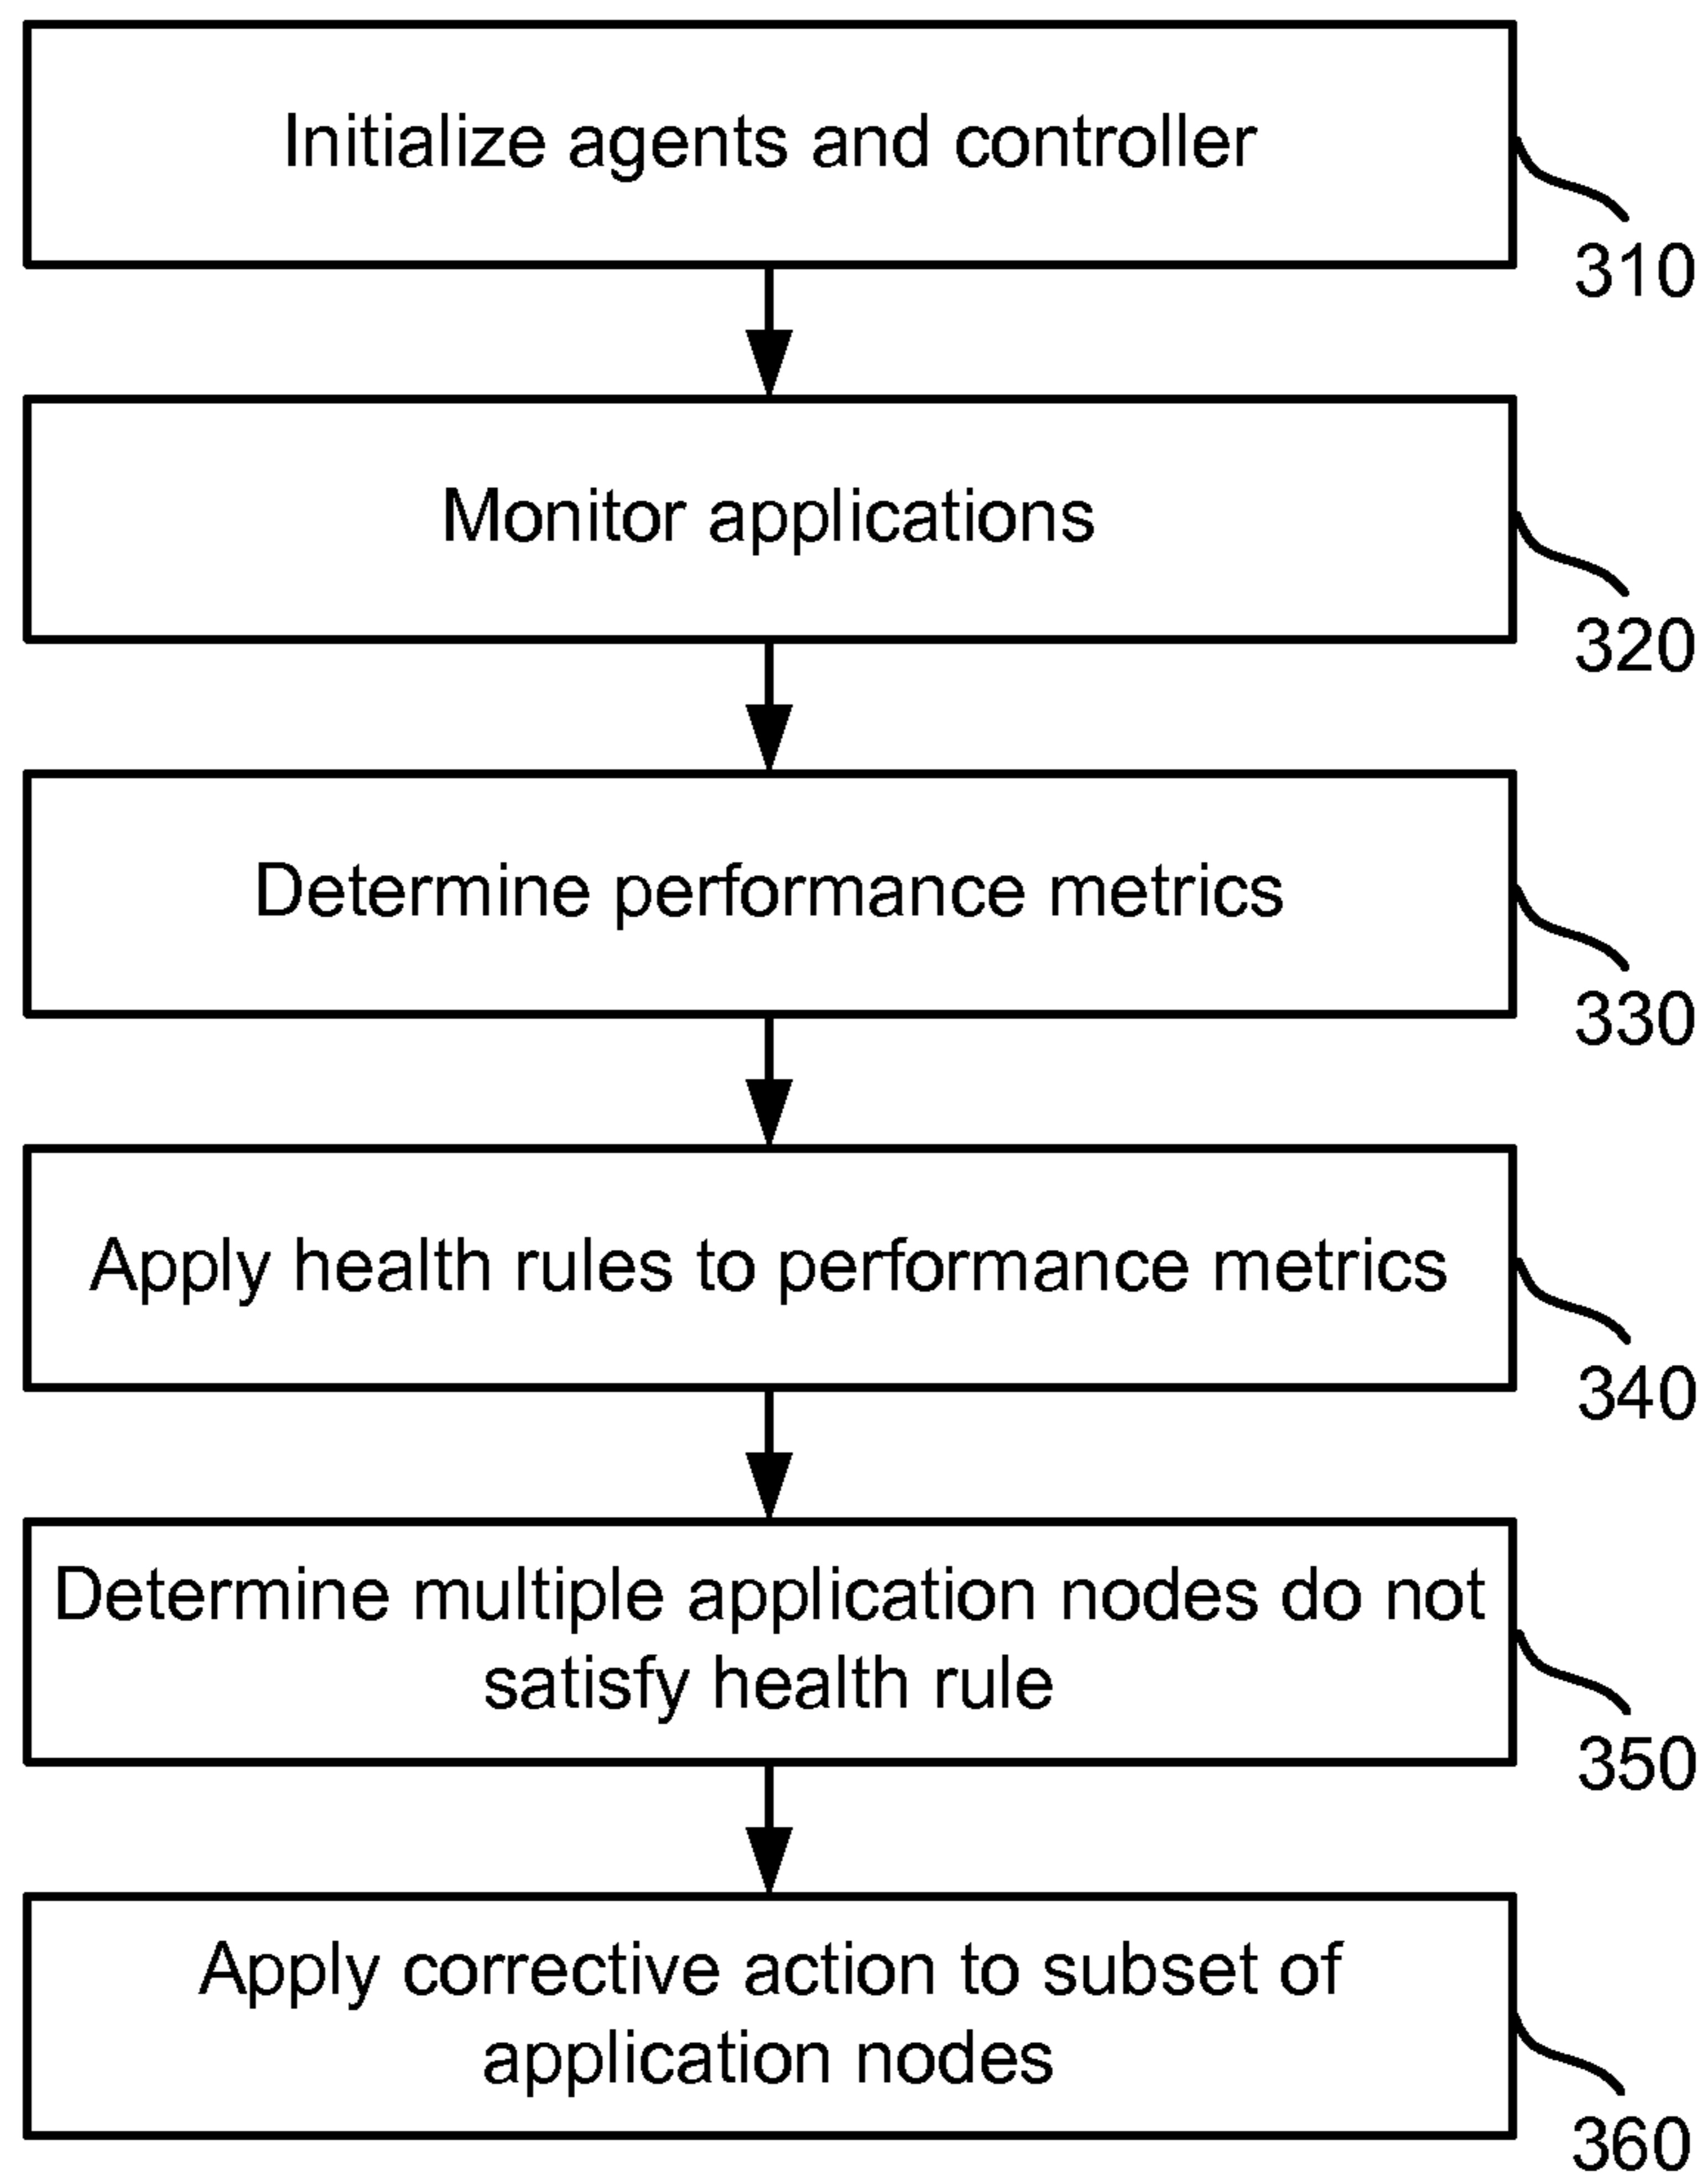 Initialize agents and controller
310
Monitor applications
320
Determine performance metrics
330
Apply health rules to performance metrics
340
Determine multiple application nodes do not
satisfy health rule
350
Apply corrective action to subset of
application nodes
360